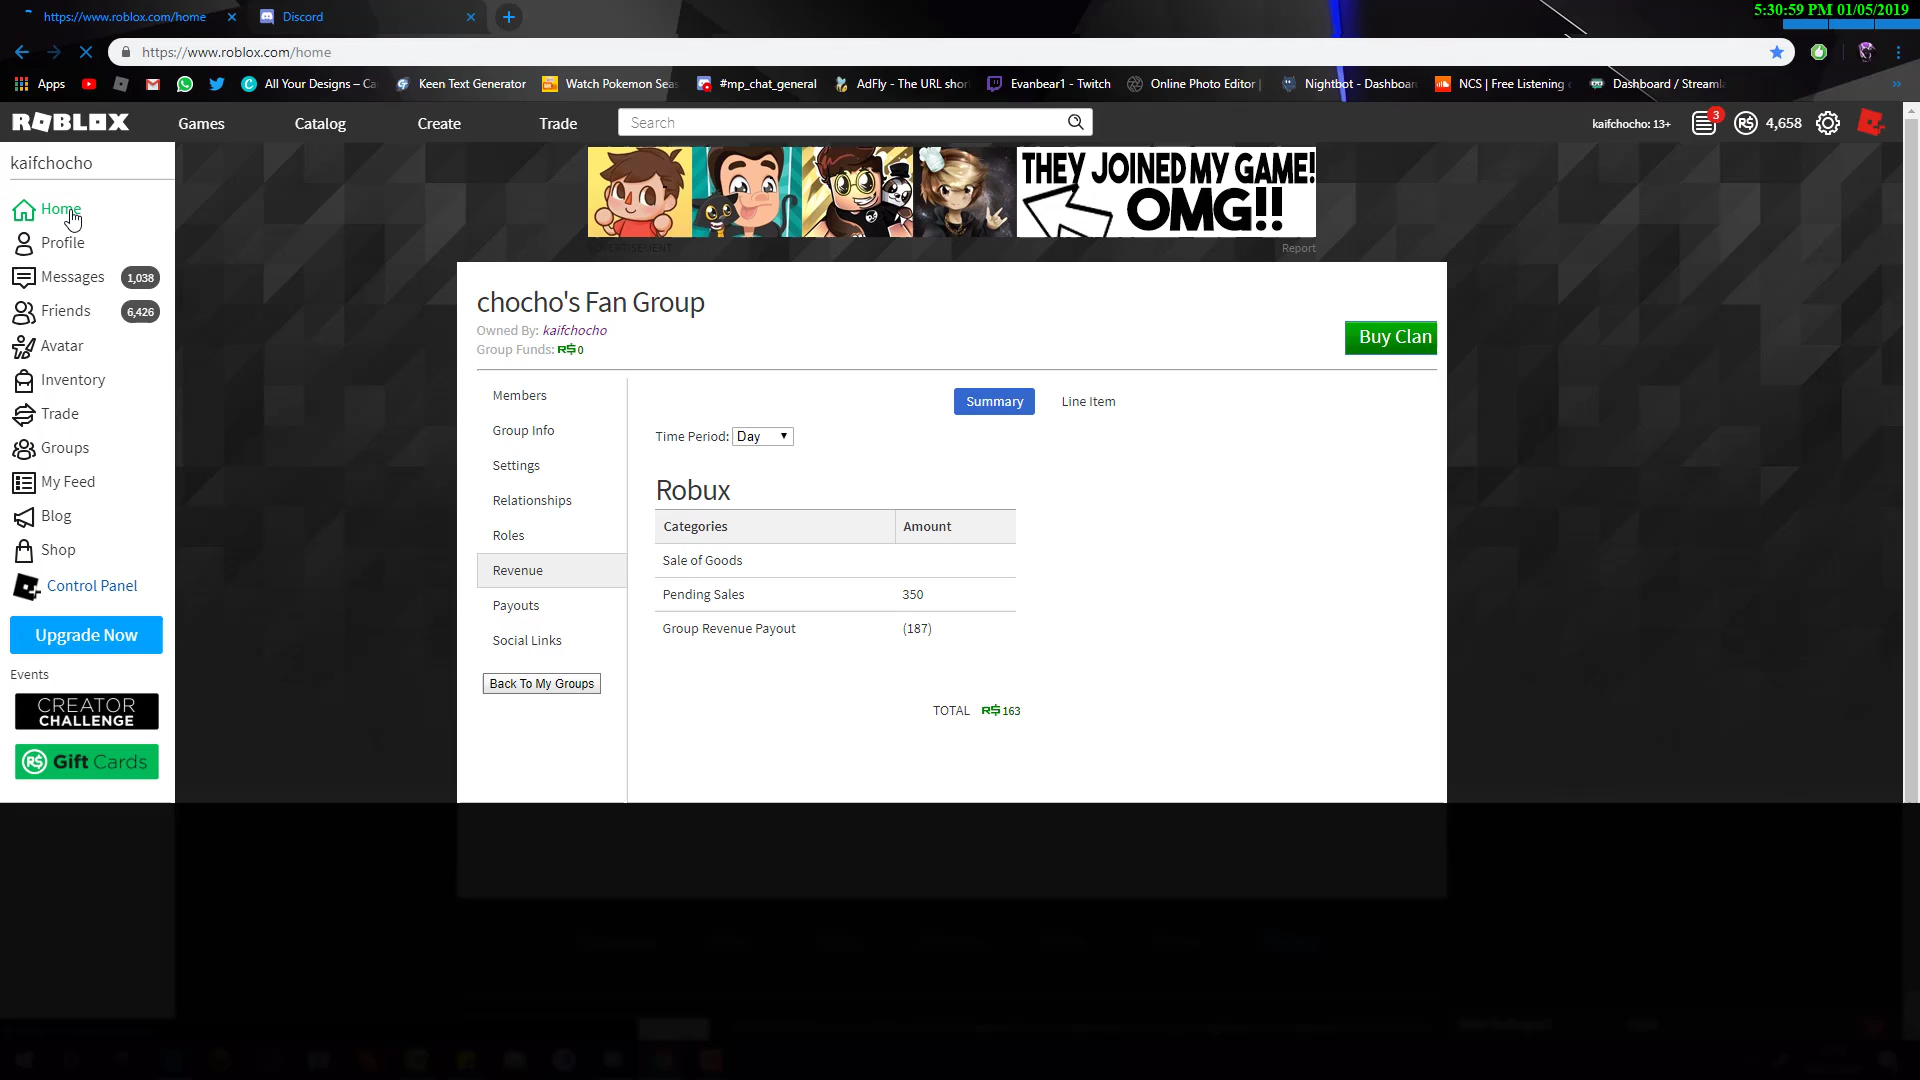 5:30:59 PM 01/05/2019
https://www.roblox.com/home
Discord
https://www.roblox.com/home
Apps
All Your Designs – Ca
Keen Text Generator
Watch Pokemon Seas
#mp_chat_general
AdFly - The URL shor
Evanbear1 - Twitch
Online Photo Editor |
Nightbot - Dashboar
NCS | Free Listening
Dashboard / Streamla
ROBLOX
Games
Catalog
Create
Trade
Search
kaifchocho: 13+
3
4,658
kaifchocho
Home
Profile
Messages 1,038
Friends 6,426
Avatar
Inventory
Trade
Groups
My Feed
Blog
Shop
Control Panel
Upgrade Now
Events
CREATOR
CHALLENGE
R$ Gift Cards
THEY JOINED MY GAME!
OMG!!
ADVERTISEMENT
Report
chocho's Fan Group
Owned By: kaifchocho
Group Funds: R$ 0
Buy Clan
Members
Group Info
Settings
Relationships
Roles
Revenue
Payouts
Social Links
Back To My Groups
Summary
Line Item
Time Period: Day
Robux
Categories Amount
Sale of Goods
Pending Sales 350
Group Revenue Payout (187)
TOTAL R$ 163